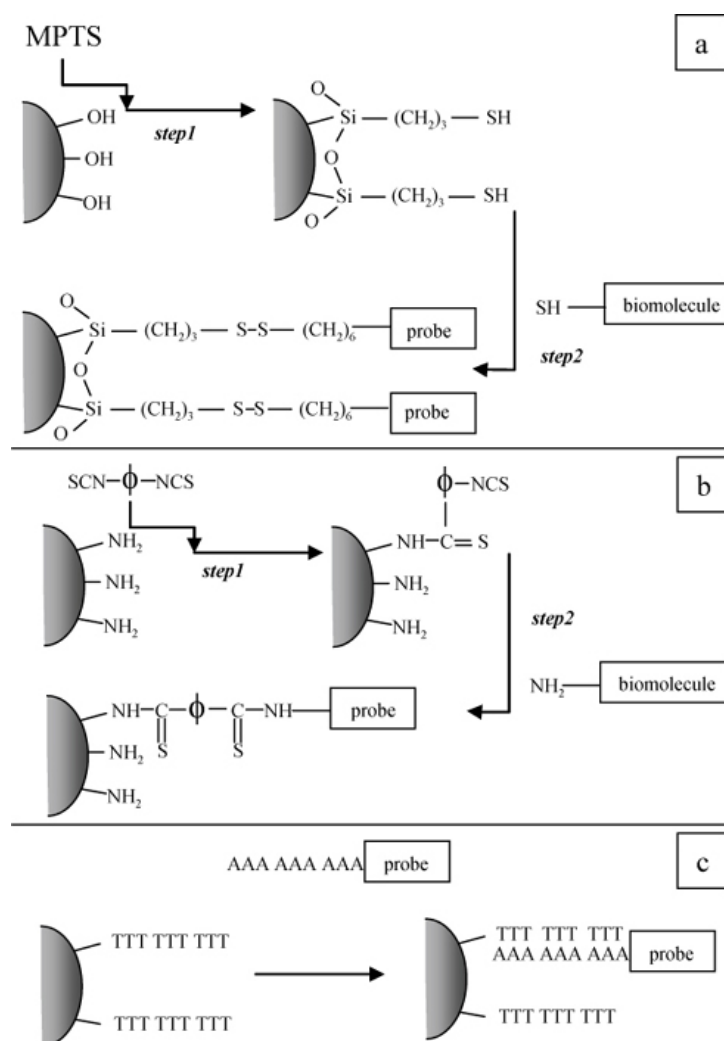 MPTS
a
OH
OH
OH
step1
O
Si — (CH₂)₃ — SH
O
Si — (CH₂)₃ — SH
O
SH — biomolecule
step2
O
Si — (CH₂)₃ — S–S — (CH₂)₆ — probe
O
Si — (CH₂)₃ — S–S — (CH₂)₆ — probe
O
b
SCN–ϕ–NCS
ϕ–NCS
NH₂
NH₂
NH₂
step1
NH–C=S
NH₂
NH₂
step2
NH₂ — biomolecule
NH — C — ϕ — C — NH — probe
S S
NH₂
NH₂
c
AAA AAA AAA probe
TTT TTT TTT
TTT TTT TTT
TTT TTT TTT
AAA AAA AAA probe
TTT TTT TTT